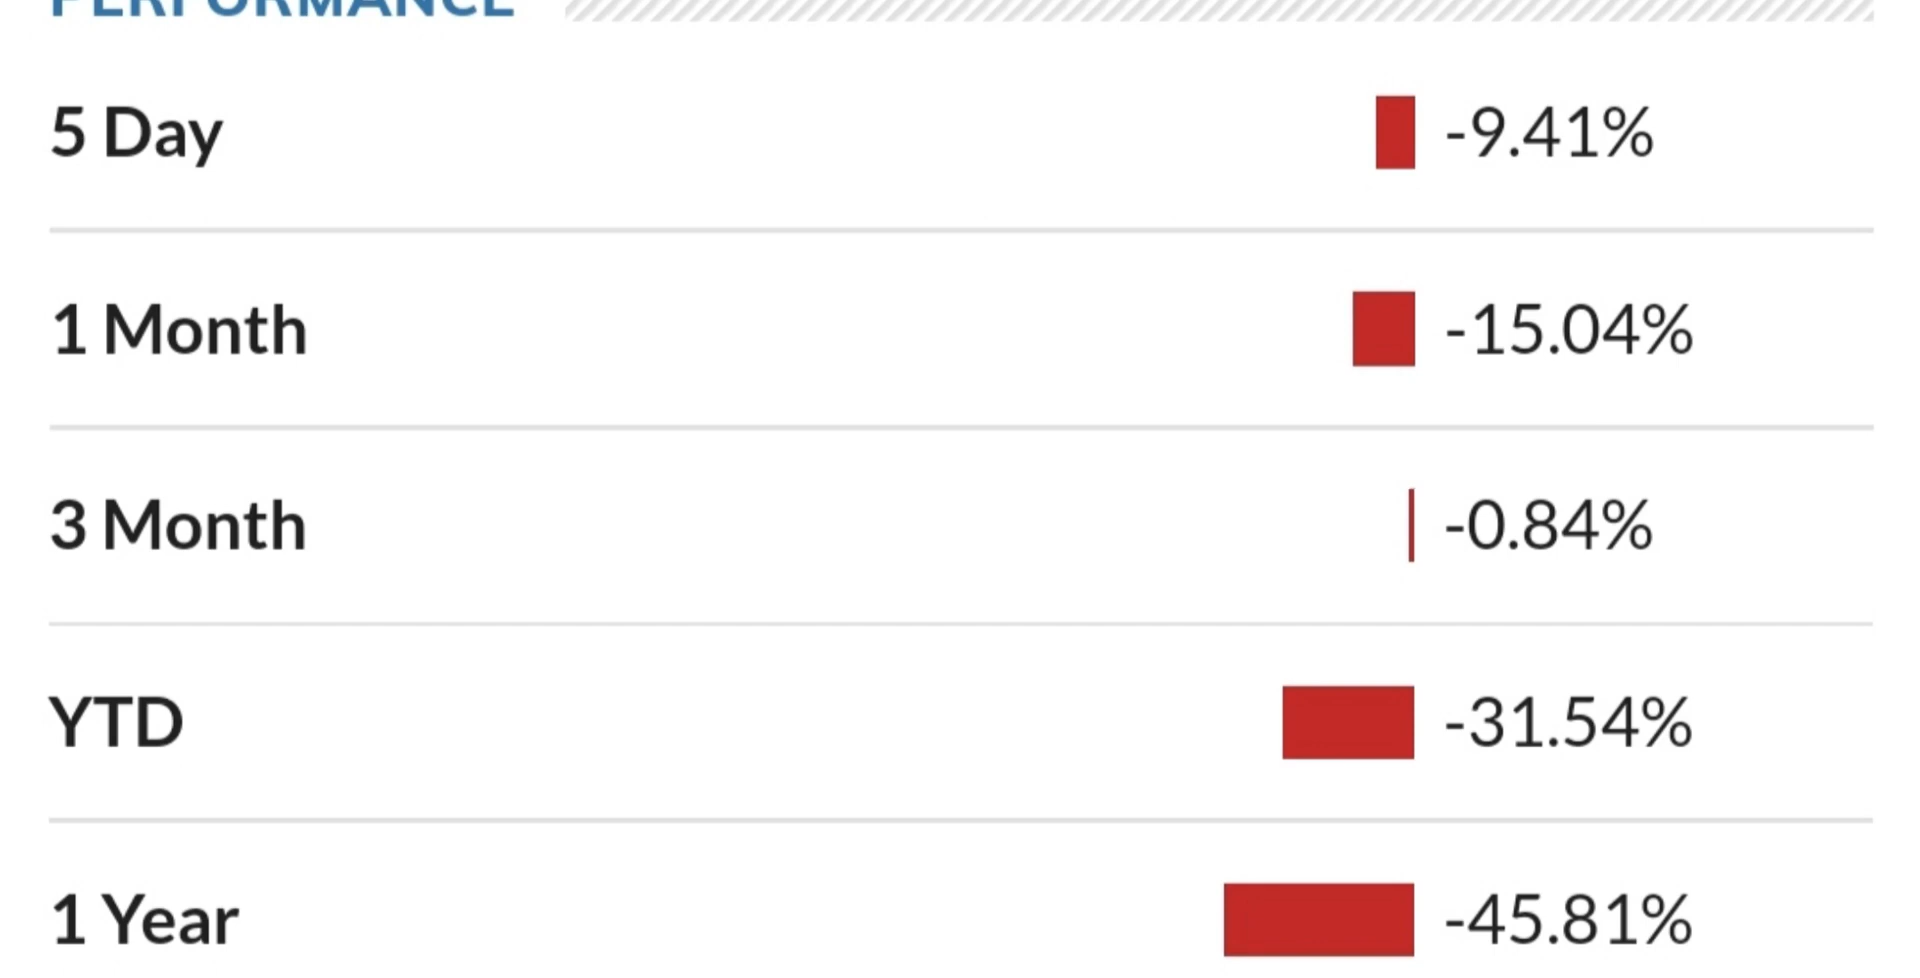 PERFORMANCE
5 Day -9.41%
1 Month -15.04%
3 Month -0.84%
YTD -31.54%
1 Year -45.81%